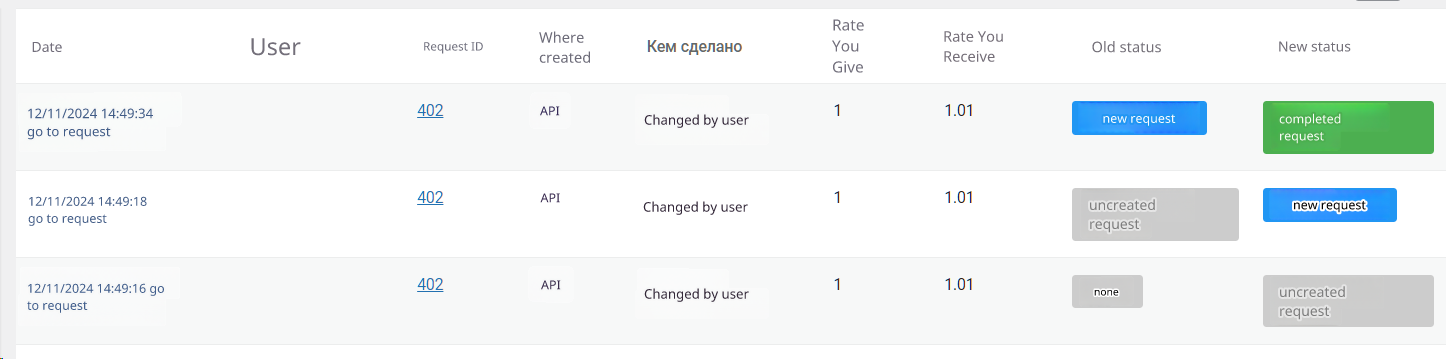 Date
User
Request ID
Where
created
Кем сделано
Rate
You
Give
Rate You
Receive
Old status
New status
12/11/2024 14:49:34
go to request
402
API
Changed by user
1
1.01
new request
completed
request
12/11/2024 14:49:18
go to request
402
API
Changed by user
1
1.01
uncreated
request
new request
12/11/2024 14:49:16 go
to request
402
API
Changed by user
1
1.01
none
uncreated
request